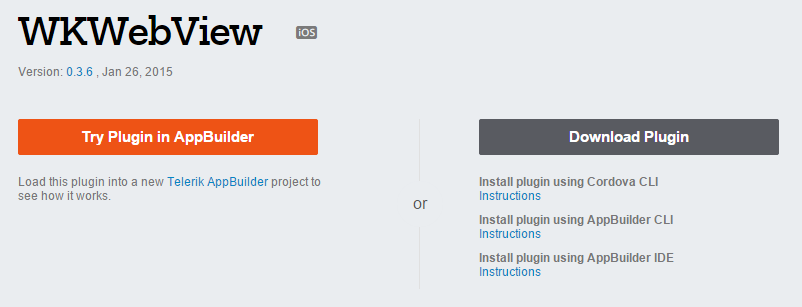 WKWebView iOS
Version: 0.3.6 , Jan 26, 2015
Try Plugin in AppBuilder
Load this plugin into a new Telerik AppBuilder project to
see how it works.
or
Download Plugin
Install plugin using Cordova CLI
Instructions
Install plugin using AppBuilder CLI
Instructions
Install plugin using AppBuilder IDE
Instructions